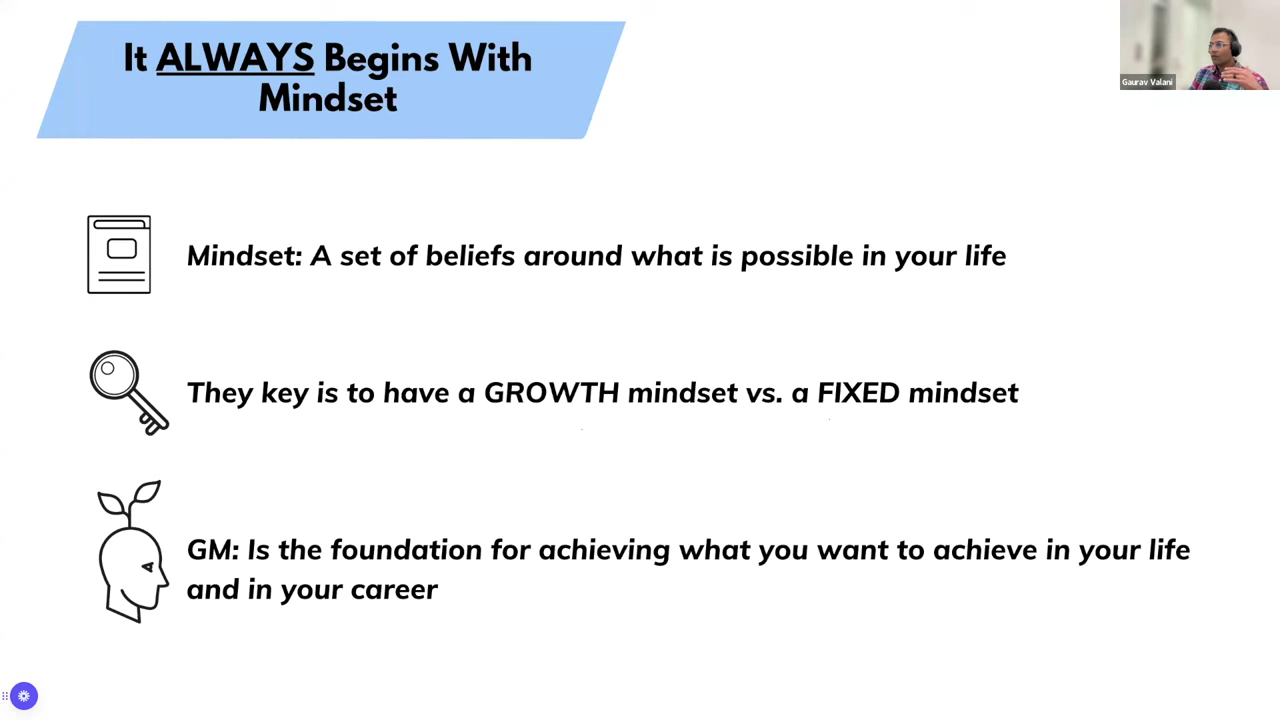 It ALWAYS Begins With
Mindset
Gaurav Valani
Mindset: A set of beliefs around what is possible in your life
They key is to have a GROWTH mindset vs. a FIXED mindset
GM: Is the foundation for achieving what you want to achieve in your life
and in your career